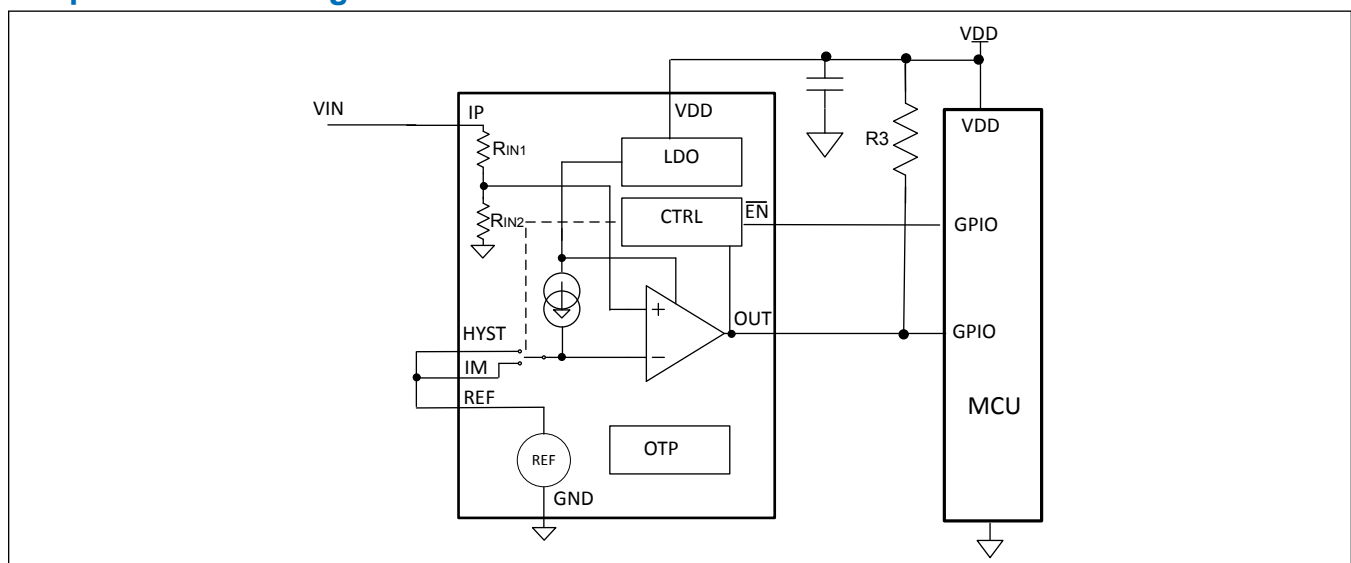 VDD
VIN
IP
VDD
VDD
RIN1
LDO
R3
RIN2
CTRL
EN
GPIO
+
OUT
HYST
−
GPIO
IM
REF
MCU
OTP
REF
GND